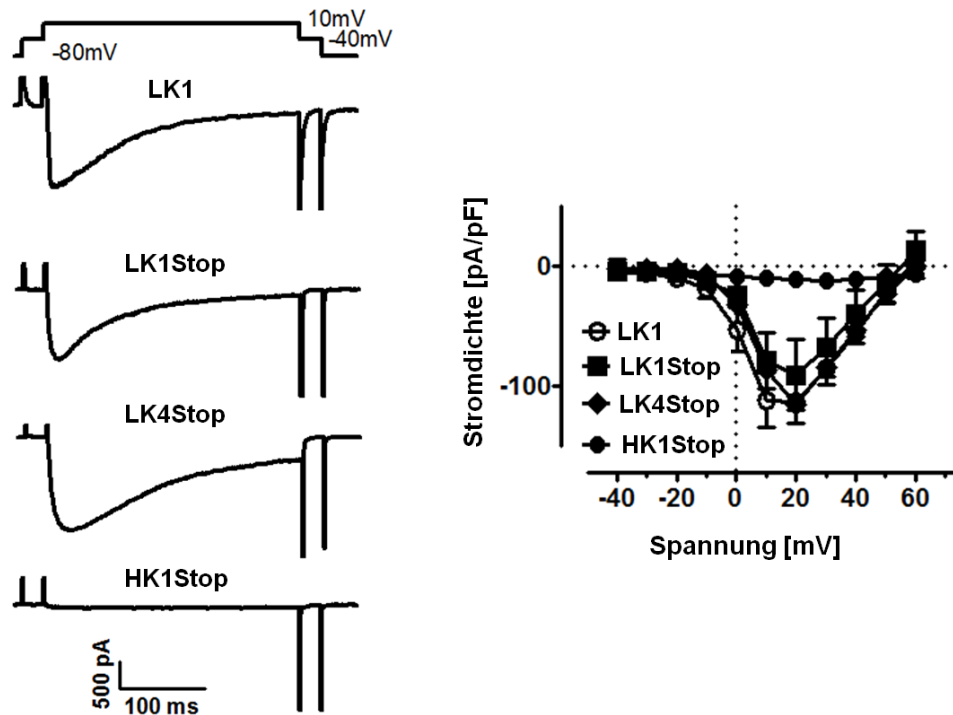 10mV
-40mV
-80mV
LK1
LK1Stop
LK4Stop
HK1Stop
500 pA
100 ms
Stromdichte [pA/pF]
0
-100
LK1
LK1Stop
LK4Stop
HK1Stop
-40 -20 0 20 40 60
Spannung [mV]